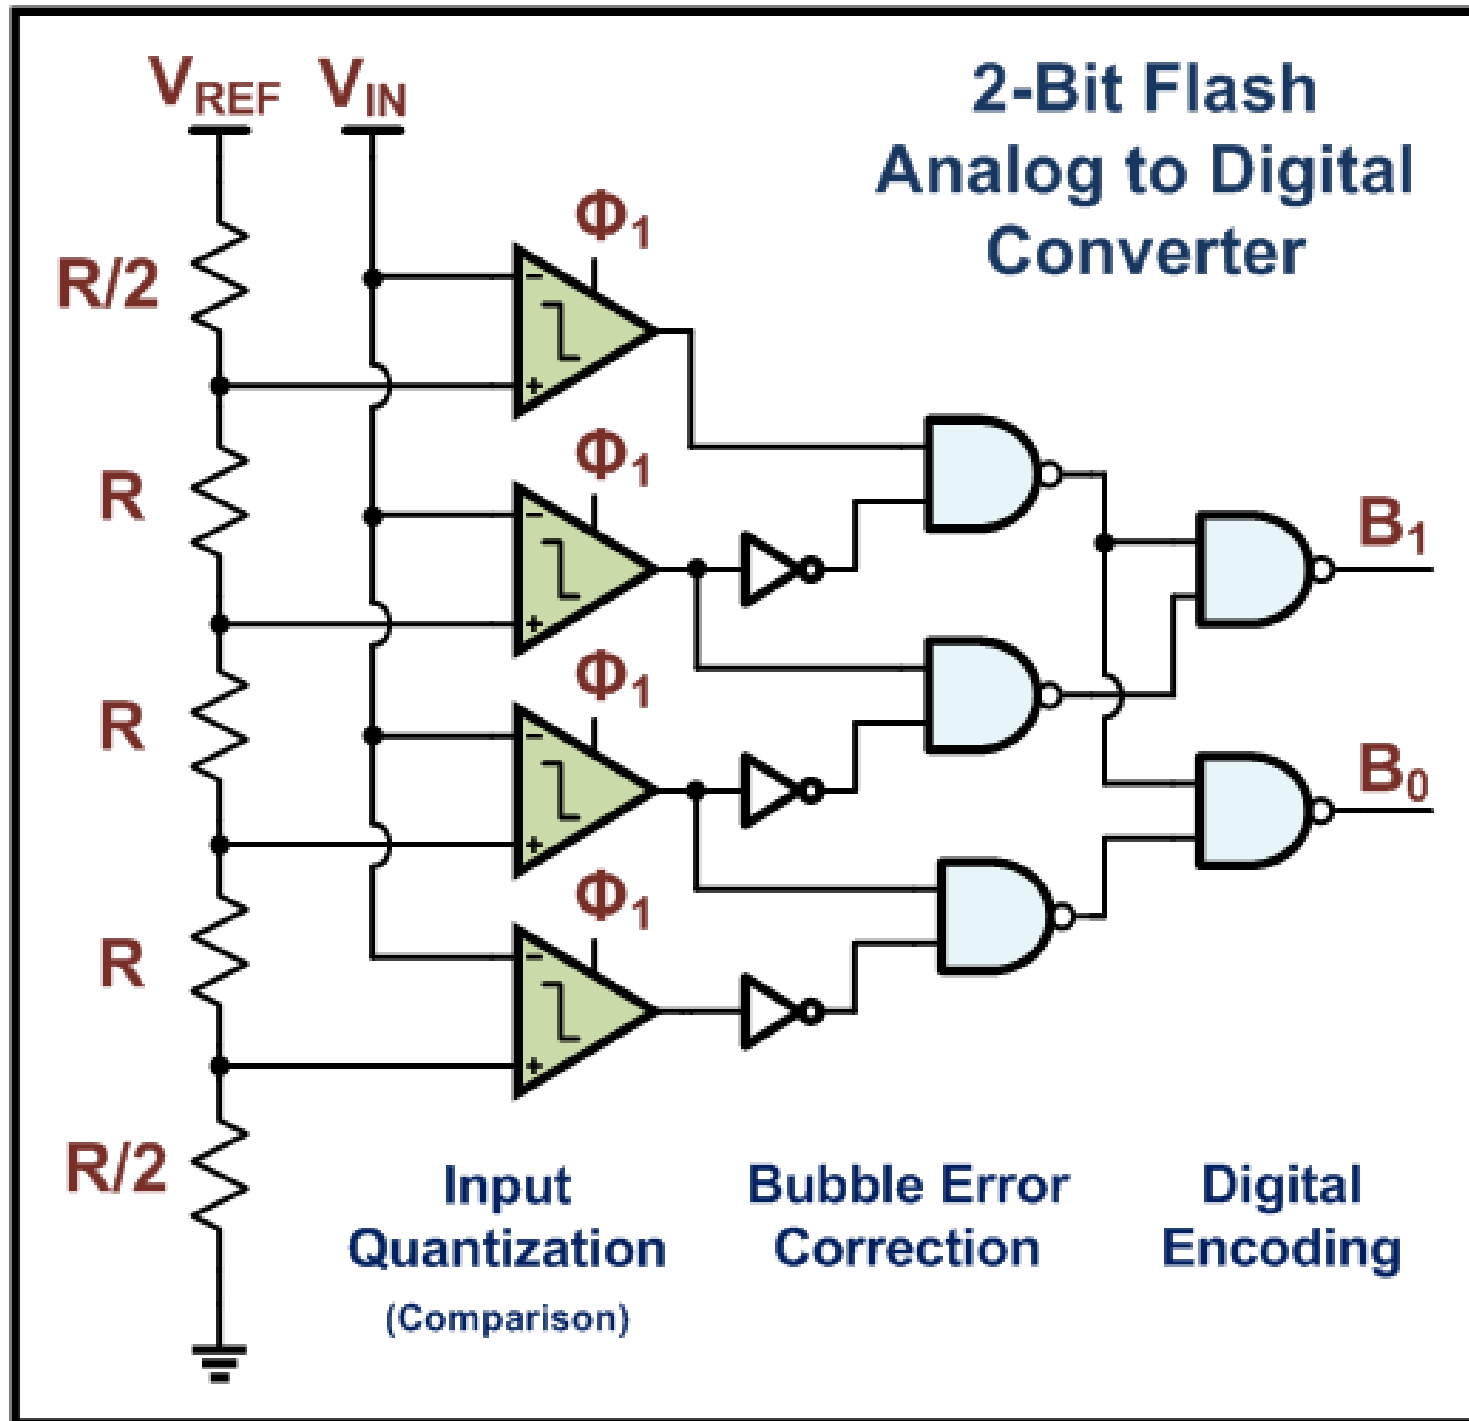 V_REF V_IN
2-Bit Flash
Analog to Digital
Converter
Φ₁
R/2
−
+
Φ₁
R
−
+
B₁
Φ₁
R
−
+
B₀
Φ₁
R
−
+
R/2
Input
Quantization
(Comparison)
Bubble Error
Correction
Digital
Encoding